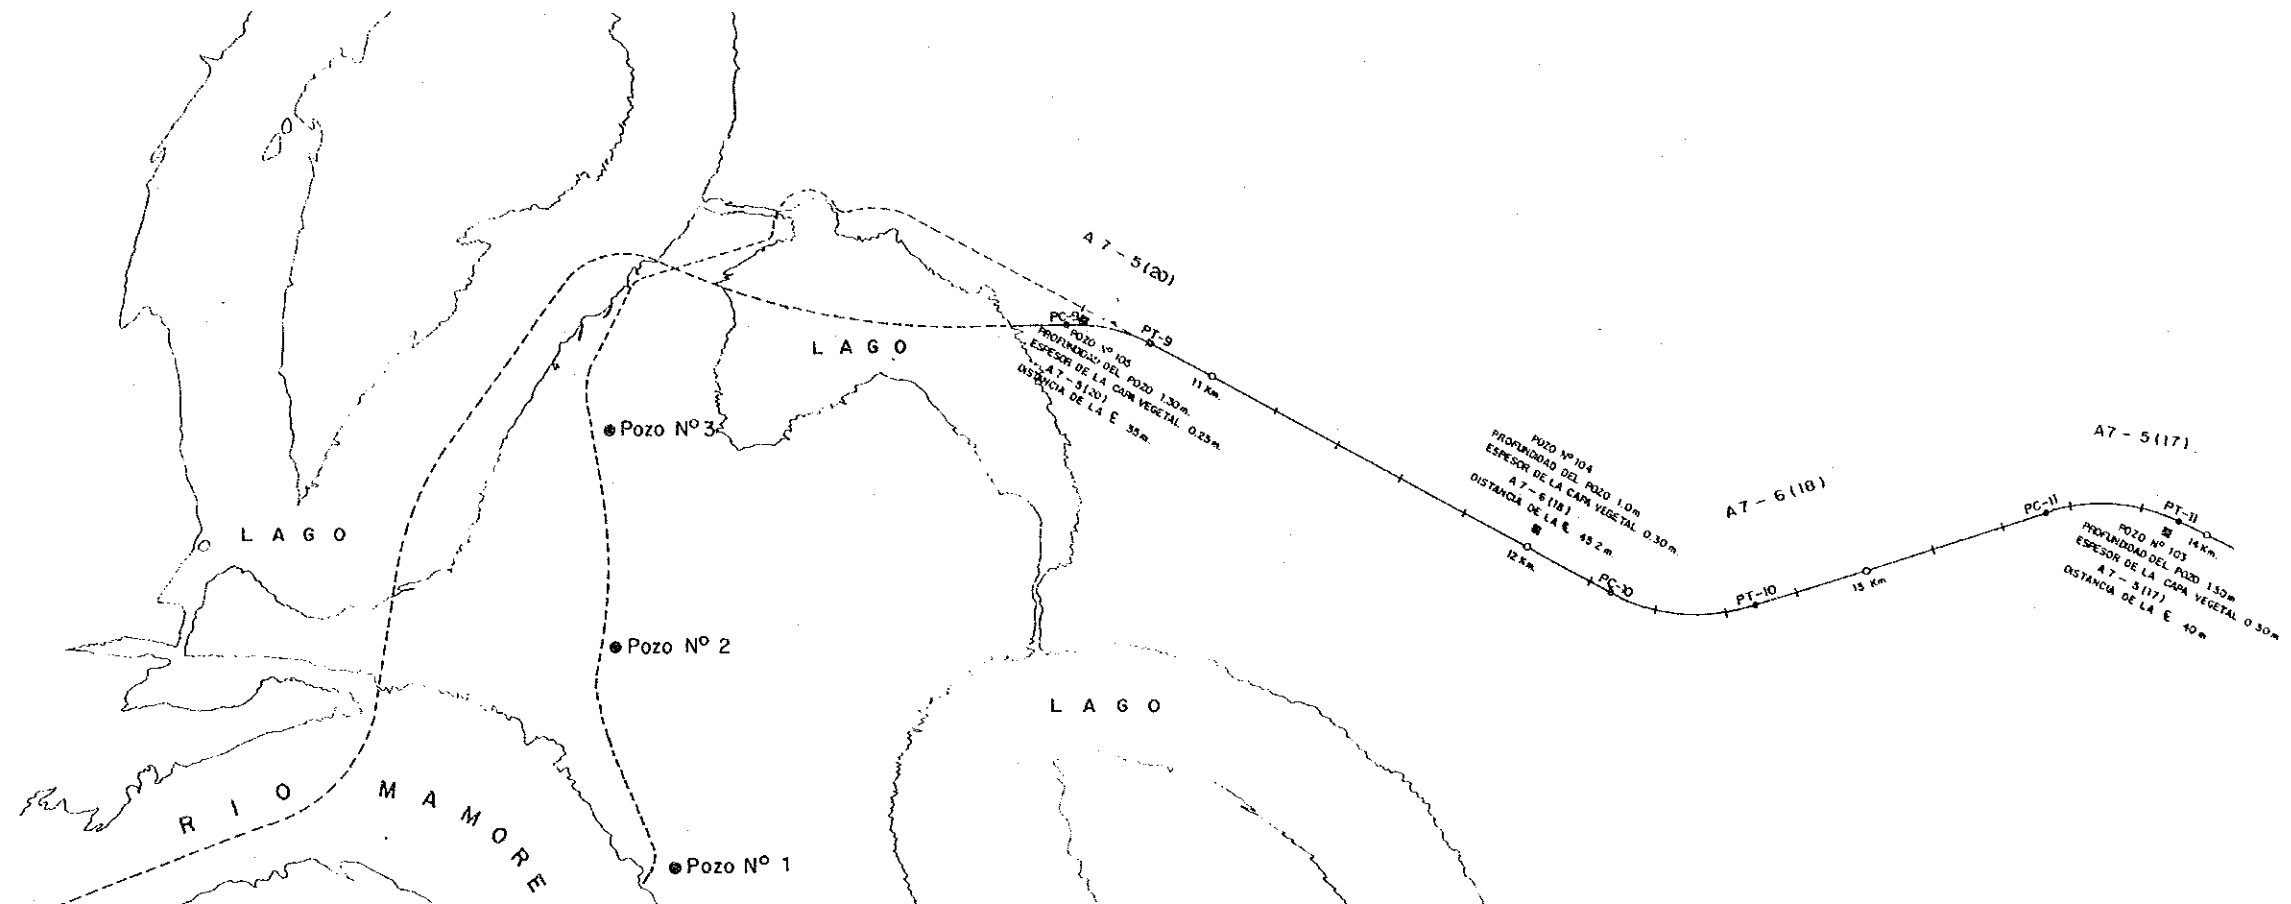 A 7 - 5 (20)
PC-9
PT-9
POZO Nº 105
PROFUNDIDAD DEL POZO 1.30 m.
ESPESOR DE LA CAPA VEGETAL 0.25 m.
A 7 - 5 (20)
DISTANCIA DE LA ℄ 35 m.
11 Km.
LAGO
Pozo Nº 3
POZO Nº 104
PROFUNDIDAD DEL POZO 1.0 m
ESPESOR DE LA CAPA VEGETAL 0.30 m.
A 7 - 6 (18)
DISTANCIA DE LA ℄ 45.2 m.
12 Km.
A7 - 6 (18)
A7 - 5 (17)
PC-10
PT-10
13 Km
PC-11
PT-11
14 Km.
POZO Nº 103
PROFUNDIDAD DEL POZO 1.50 m
ESPESOR DE LA CAPA VEGETAL 0.30 m
A 7 - 5 (17)
DISTANCIA DE LA ℄ 40 m
LAGO
Pozo Nº 2
LAGO
RIO MAMORE
Pozo Nº 1